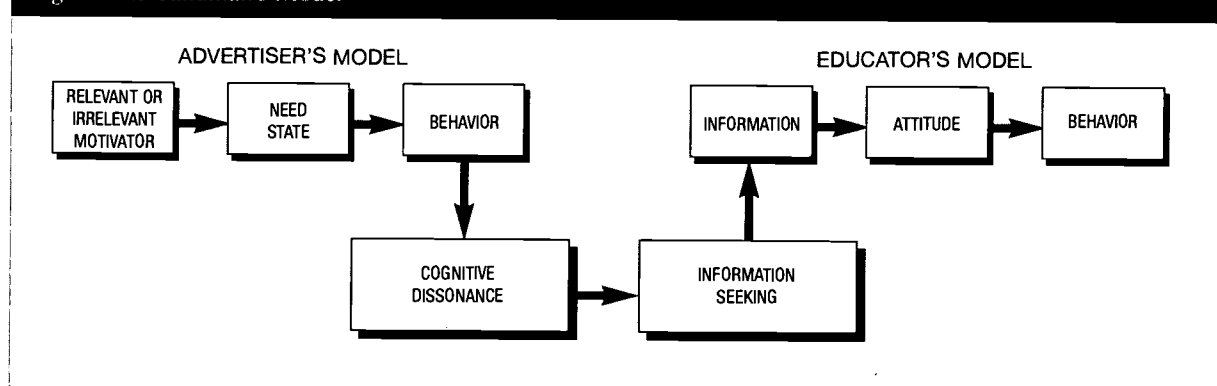 ADVERTISER'S MODEL
RELEVANT OR
IRRELEVANT
MOTIVATOR
NEED
STATE
BEHAVIOR
COGNITIVE
DISSONANCE
INFORMATION
SEEKING
EDUCATOR'S MODEL
INFORMATION
ATTITUDE
BEHAVIOR